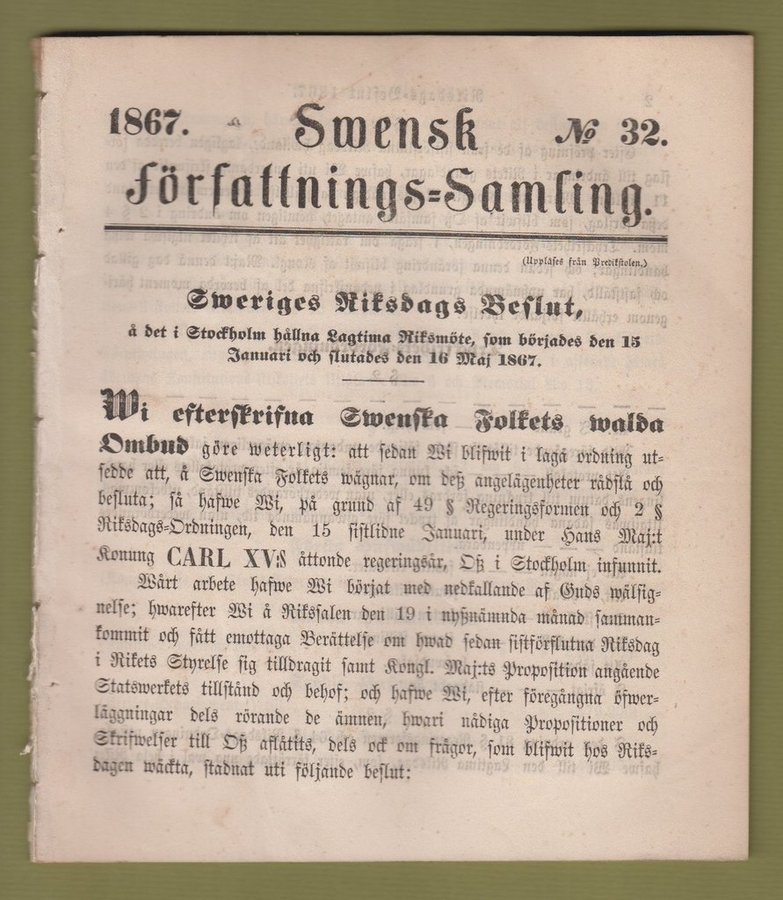 1867. Swensk № 32.
Författnings=Samling.
(Uppläses från Predikstolen.)
Sweriges Riksdags Beslut,
å det i Stockholm hållna Lagtima Riksmöte, som börjades den 15
Januari och slutades den 16 Maj 1867.
Wi efterskrifna Swenska Folkets walda
Ombud göre weterligt: att sedan Wi blifwit i laga ordning ut=
sedde att, å Swenska Folkets wägnar, om deß angelägenheter rådslå och
besluta; så hafwe Wi, på grund af 49 § Regeringsformen och 2 §
Riksdags=Ordningen, den 15 sistlidne Januari, under Hans Maj:t
Konung CARL XV:S åttonde regeringsår, Oß i Stockholm infunnit.
Wårt arbete hafwe Wi börjat med nedkallande af Guds wälsig=
nelse; hwarefter Wi å Rikssalen den 19 i nyßnämnda månad samman=
kommit och fått emottaga Berättelse om hwad sedan sistförflutna Riksdag
i Rikets Styrelse sig tilldragit samt Kongl. Maj:ts Proposition angående
Statswerkets tillstånd och behof; och hafwe Wi, efter föregångna öfwer=
läggningar dels rörande de ämnen, hwari nådiga Propositioner och
Skrifwelser till Oß aflåtits, dels ock om frågor, som blifwit hos Riks=
dagen wäckta, stadnat uti följande beslut: